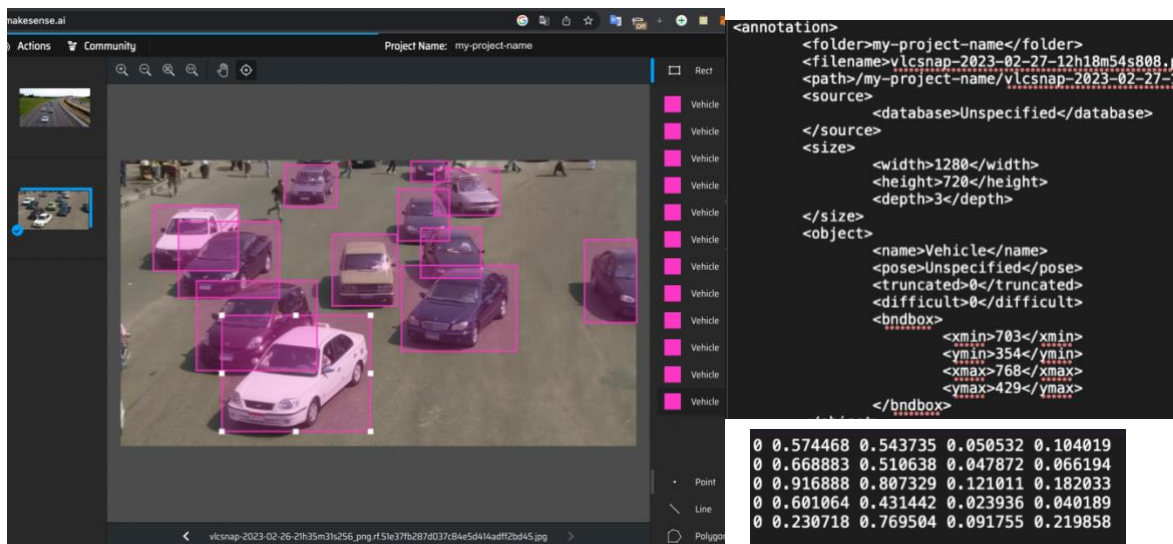 makesense.ai
Off
Actions
Community
Project Name: my-project-name
Rect
Vehicle
Vehicle
Vehicle
Vehicle
Vehicle
Vehicle
Vehicle
Vehicle
Vehicle
Vehicle
Vehicle
Vehicle
Point
Line
Polygon
vlcsnap-2023-02-26-21h35m31s256_png.rf.51e37fb287d037c84e5d414adff2bd45.jpg
<annotation>
<folder>my-project-name</folder>
<filename>vlcsnap-2023-02-27-12h18m54s808.p
<path>/my-project-name/vlcsnap-2023-02-27-1
<source>
<database>Unspecified</database>
</source>
<size>
<width>1280</width>
<height>720</height>
<depth>3</depth>
</size>
<object>
<name>Vehicle</name>
<pose>Unspecified</pose>
<truncated>0</truncated>
<difficult>0</difficult>
<bndbox>
<xmin>703</xmin>
<ymin>354</ymin>
<xmax>768</xmax>
<ymax>429</ymax>
</bndbox>
0 0.574468 0.543735 0.050532 0.104019
0 0.668883 0.510638 0.047872 0.066194
0 0.916888 0.807329 0.121011 0.182033
0 0.601064 0.431442 0.023936 0.040189
0 0.230718 0.769504 0.091755 0.219858